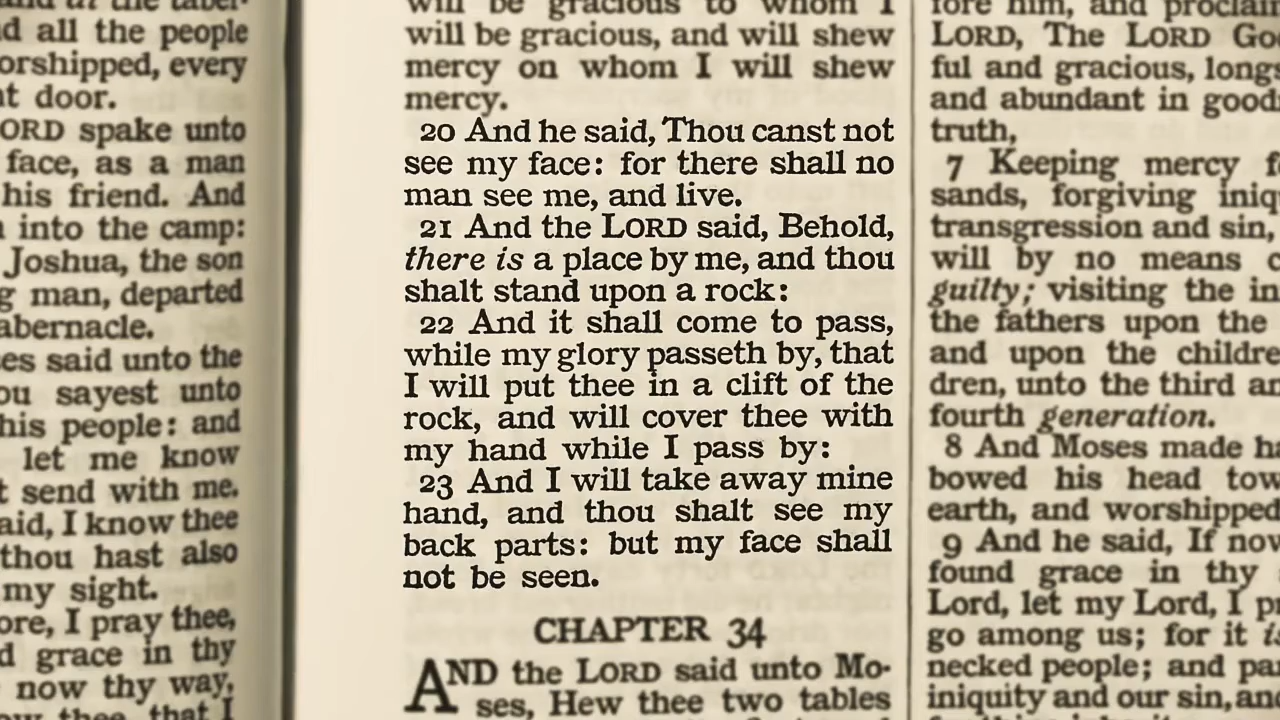 and at the taber-
d all the people
orshipped, every
nt door.
ORD spake unto
face, as a man
his friend. And
into the camp:
Joshua, the son
g man, departed
abernacle.
ses said unto the
ou sayest unto
his people: and
let me know
t send with me.
aid, I know thee
thou hast also
my sight.
ore, I pray thee,
d grace in thy
now thy way,
thee, that I
will be gracious to whom I
will be gracious, and will shew
mercy on whom I will shew
mercy.
20 And he said, Thou canst not
see my face: for there shall no
man see me, and live.
21 And the LORD said, Behold,
there is a place by me, and thou
shalt stand upon a rock:
22 And it shall come to pass,
while my glory passeth by, that
I will put thee in a clift of the
rock, and will cover thee with
my hand while I pass by:
23 And I will take away mine
hand, and thou shalt see my
back parts: but my face shall
not be seen.
CHAPTER 34
AND the LORD said unto Mo-
ses, Hew thee two tables
fore him, and proclaim
LORD, The LORD Go
ful and gracious, longs
and abundant in good
truth,
7 Keeping mercy f
sands, forgiving iniq
transgression and sin,
will by no means c
guilty; visiting the in
the fathers upon the
and upon the childre
dren, unto the third an
fourth generation.
8 And Moses made ha
bowed his head tow
earth, and worshipped
9 And he said, If now
found grace in thy
Lord, let my Lord, I pr
go among us; for it is
necked people; and par
iniquity and our sin, and